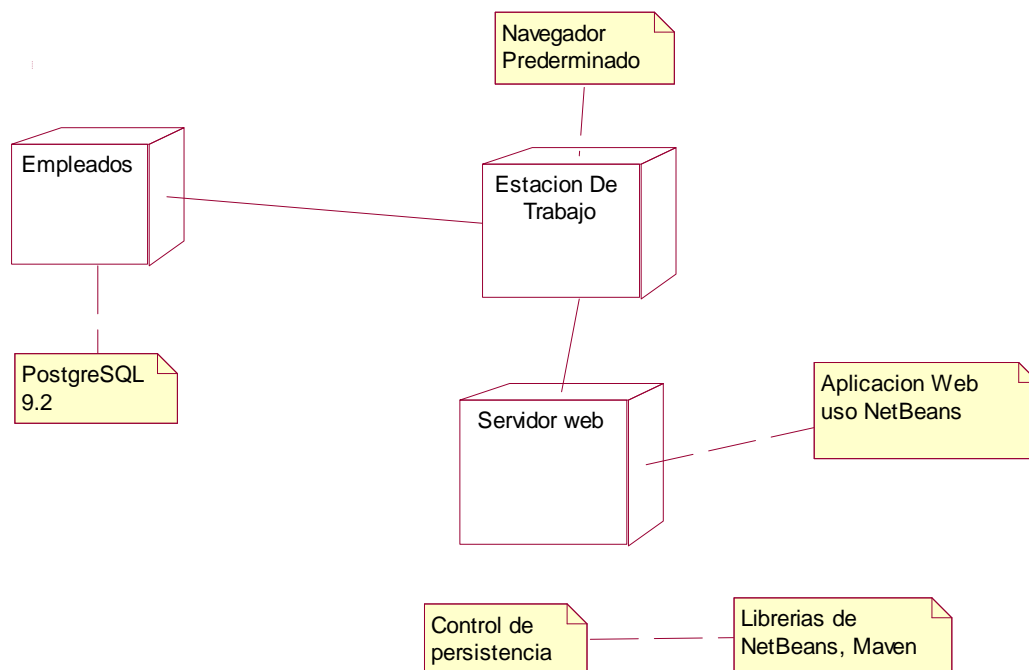 Navegador
Prederminado
Empleados
Estacion De
Trabajo
PostgreSQL
9.2
Servidor web
Aplicacion Web
uso NetBeans
Control de
persistencia
Librerias de
NetBeans, Maven